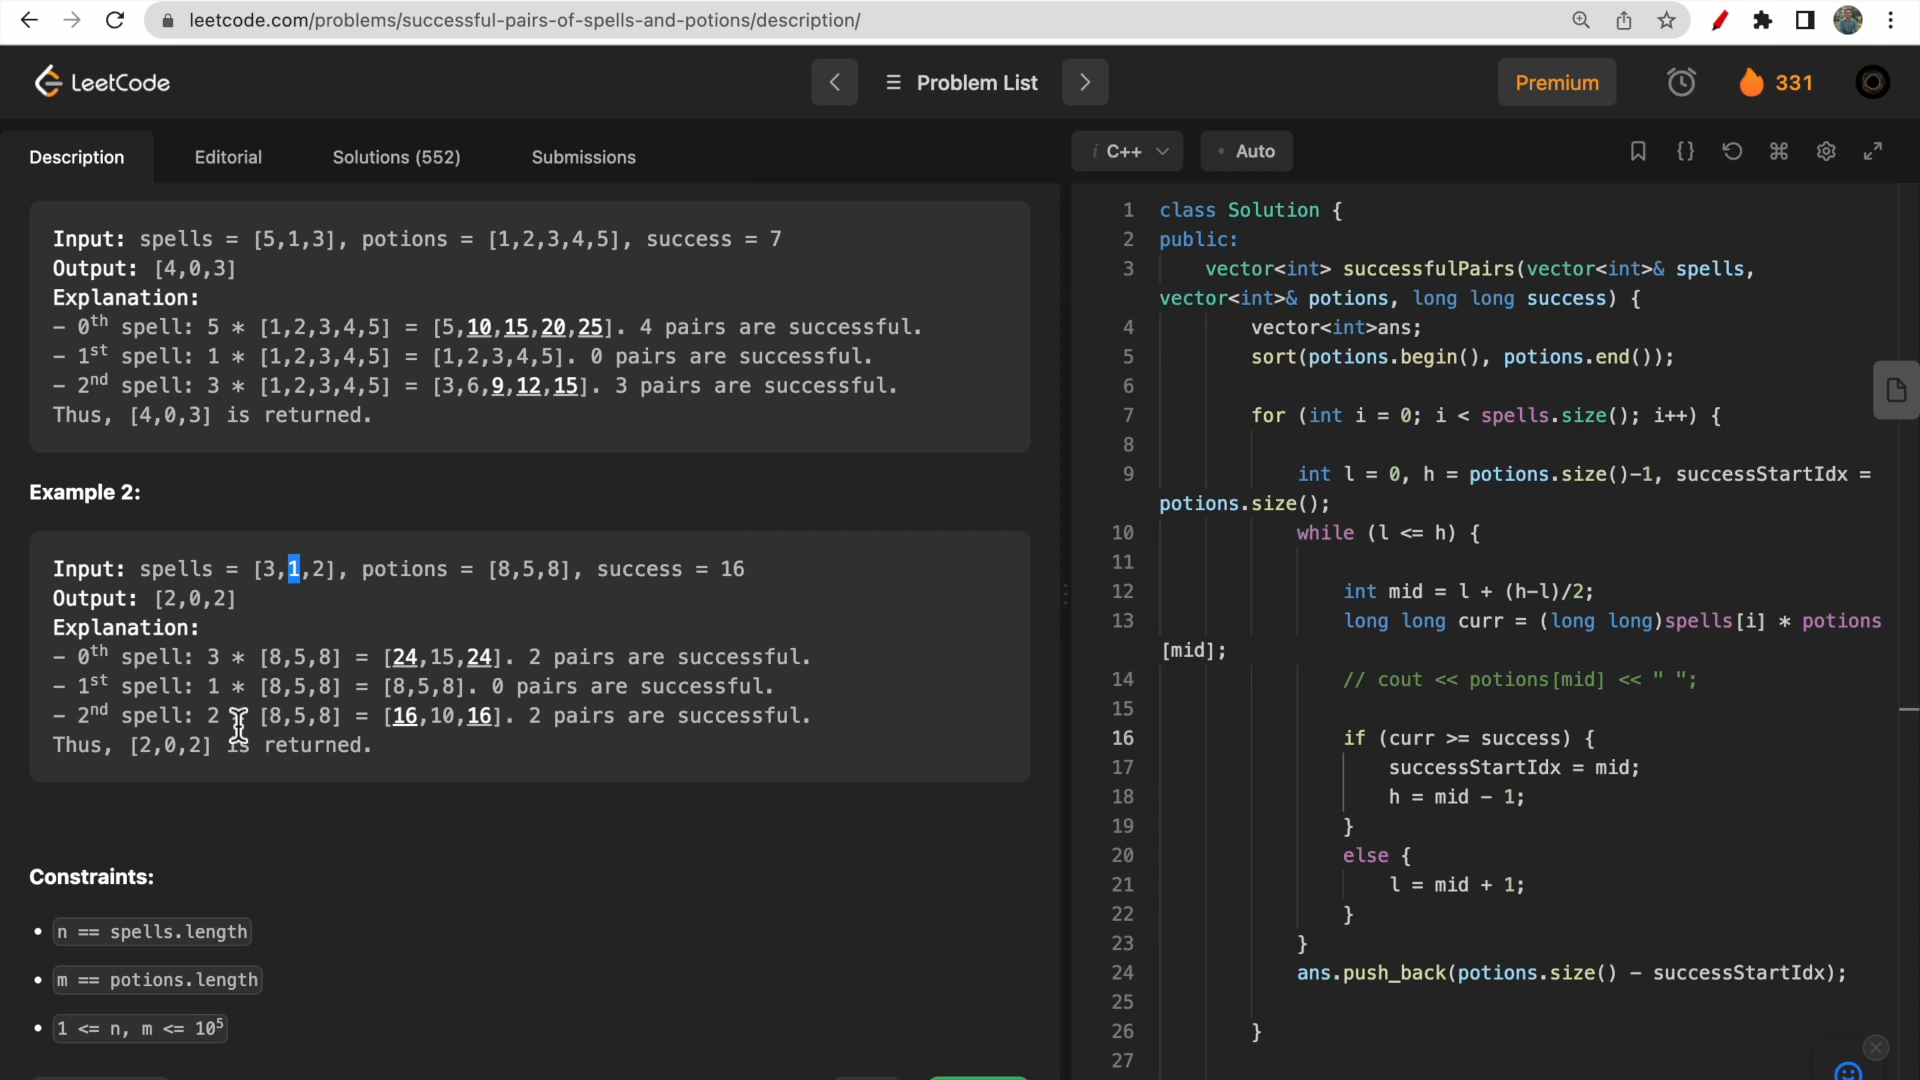 leetcode.com/problems/successful-pairs-of-spells-and-potions/description/
LeetCode
Problem List
Premium
331
Description
Editorial
Solutions (552)
Submissions
Input: spells = [5,1,3], potions = [1,2,3,4,5], success = 7
Output: [4,0,3]
Explanation:
- 0th spell: 5 * [1,2,3,4,5] = [5,10,15,20,25]. 4 pairs are successful.
- 1st spell: 1 * [1,2,3,4,5] = [1,2,3,4,5]. 0 pairs are successful.
- 2nd spell: 3 * [1,2,3,4,5] = [3,6,9,12,15]. 3 pairs are successful.
Thus, [4,0,3] is returned.
Example 2:
Input: spells = [3,1,2], potions = [8,5,8], success = 16
Output: [2,0,2]
Explanation:
- 0th spell: 3 * [8,5,8] = [24,15,24]. 2 pairs are successful.
- 1st spell: 1 * [8,5,8] = [8,5,8]. 0 pairs are successful.
- 2nd spell: 2 [8,5,8] = [16,10,16]. 2 pairs are successful.
Thus, [2,0,2] is returned.
Constraints:
• n == spells.length
• m == potions.length
• 1 <= n, m <= 10^5
i C++
• Auto
{}
1 class Solution {
2 public:
3 vector<int> successfulPairs(vector<int>& spells,
vector<int>& potions, long long success) {
4 vector<int>ans;
5 sort(potions.begin(), potions.end());
6
7 for (int i = 0; i < spells.size(); i++) {
8
9 int l = 0, h = potions.size()-1, successStartIdx =
potions.size();
10 while (l <= h) {
11
12 int mid = l + (h-l)/2;
13 long long curr = (long long)spells[i] * potions
[mid];
14 // cout << potions[mid] << " ";
15
16 if (curr >= success) {
17 successStartIdx = mid;
18 h = mid - 1;
19 }
20 else {
21 l = mid + 1;
22 }
23 }
24 ans.push_back(potions.size() - successStartIdx);
25
26 }
27